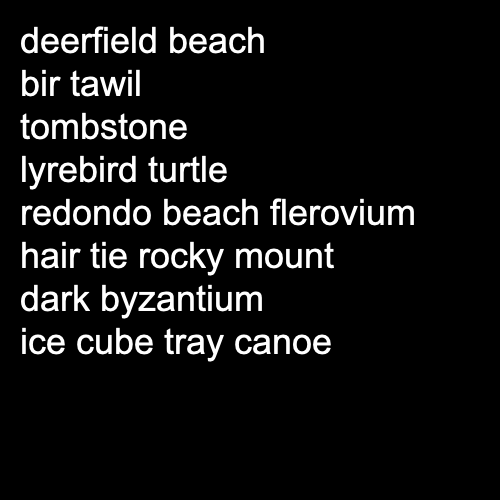 deerfield beach
bir tawil
tombstone
lyrebird turtle
redondo beach flerovium
hair tie rocky mount
dark byzantium
ice cube tray canoe